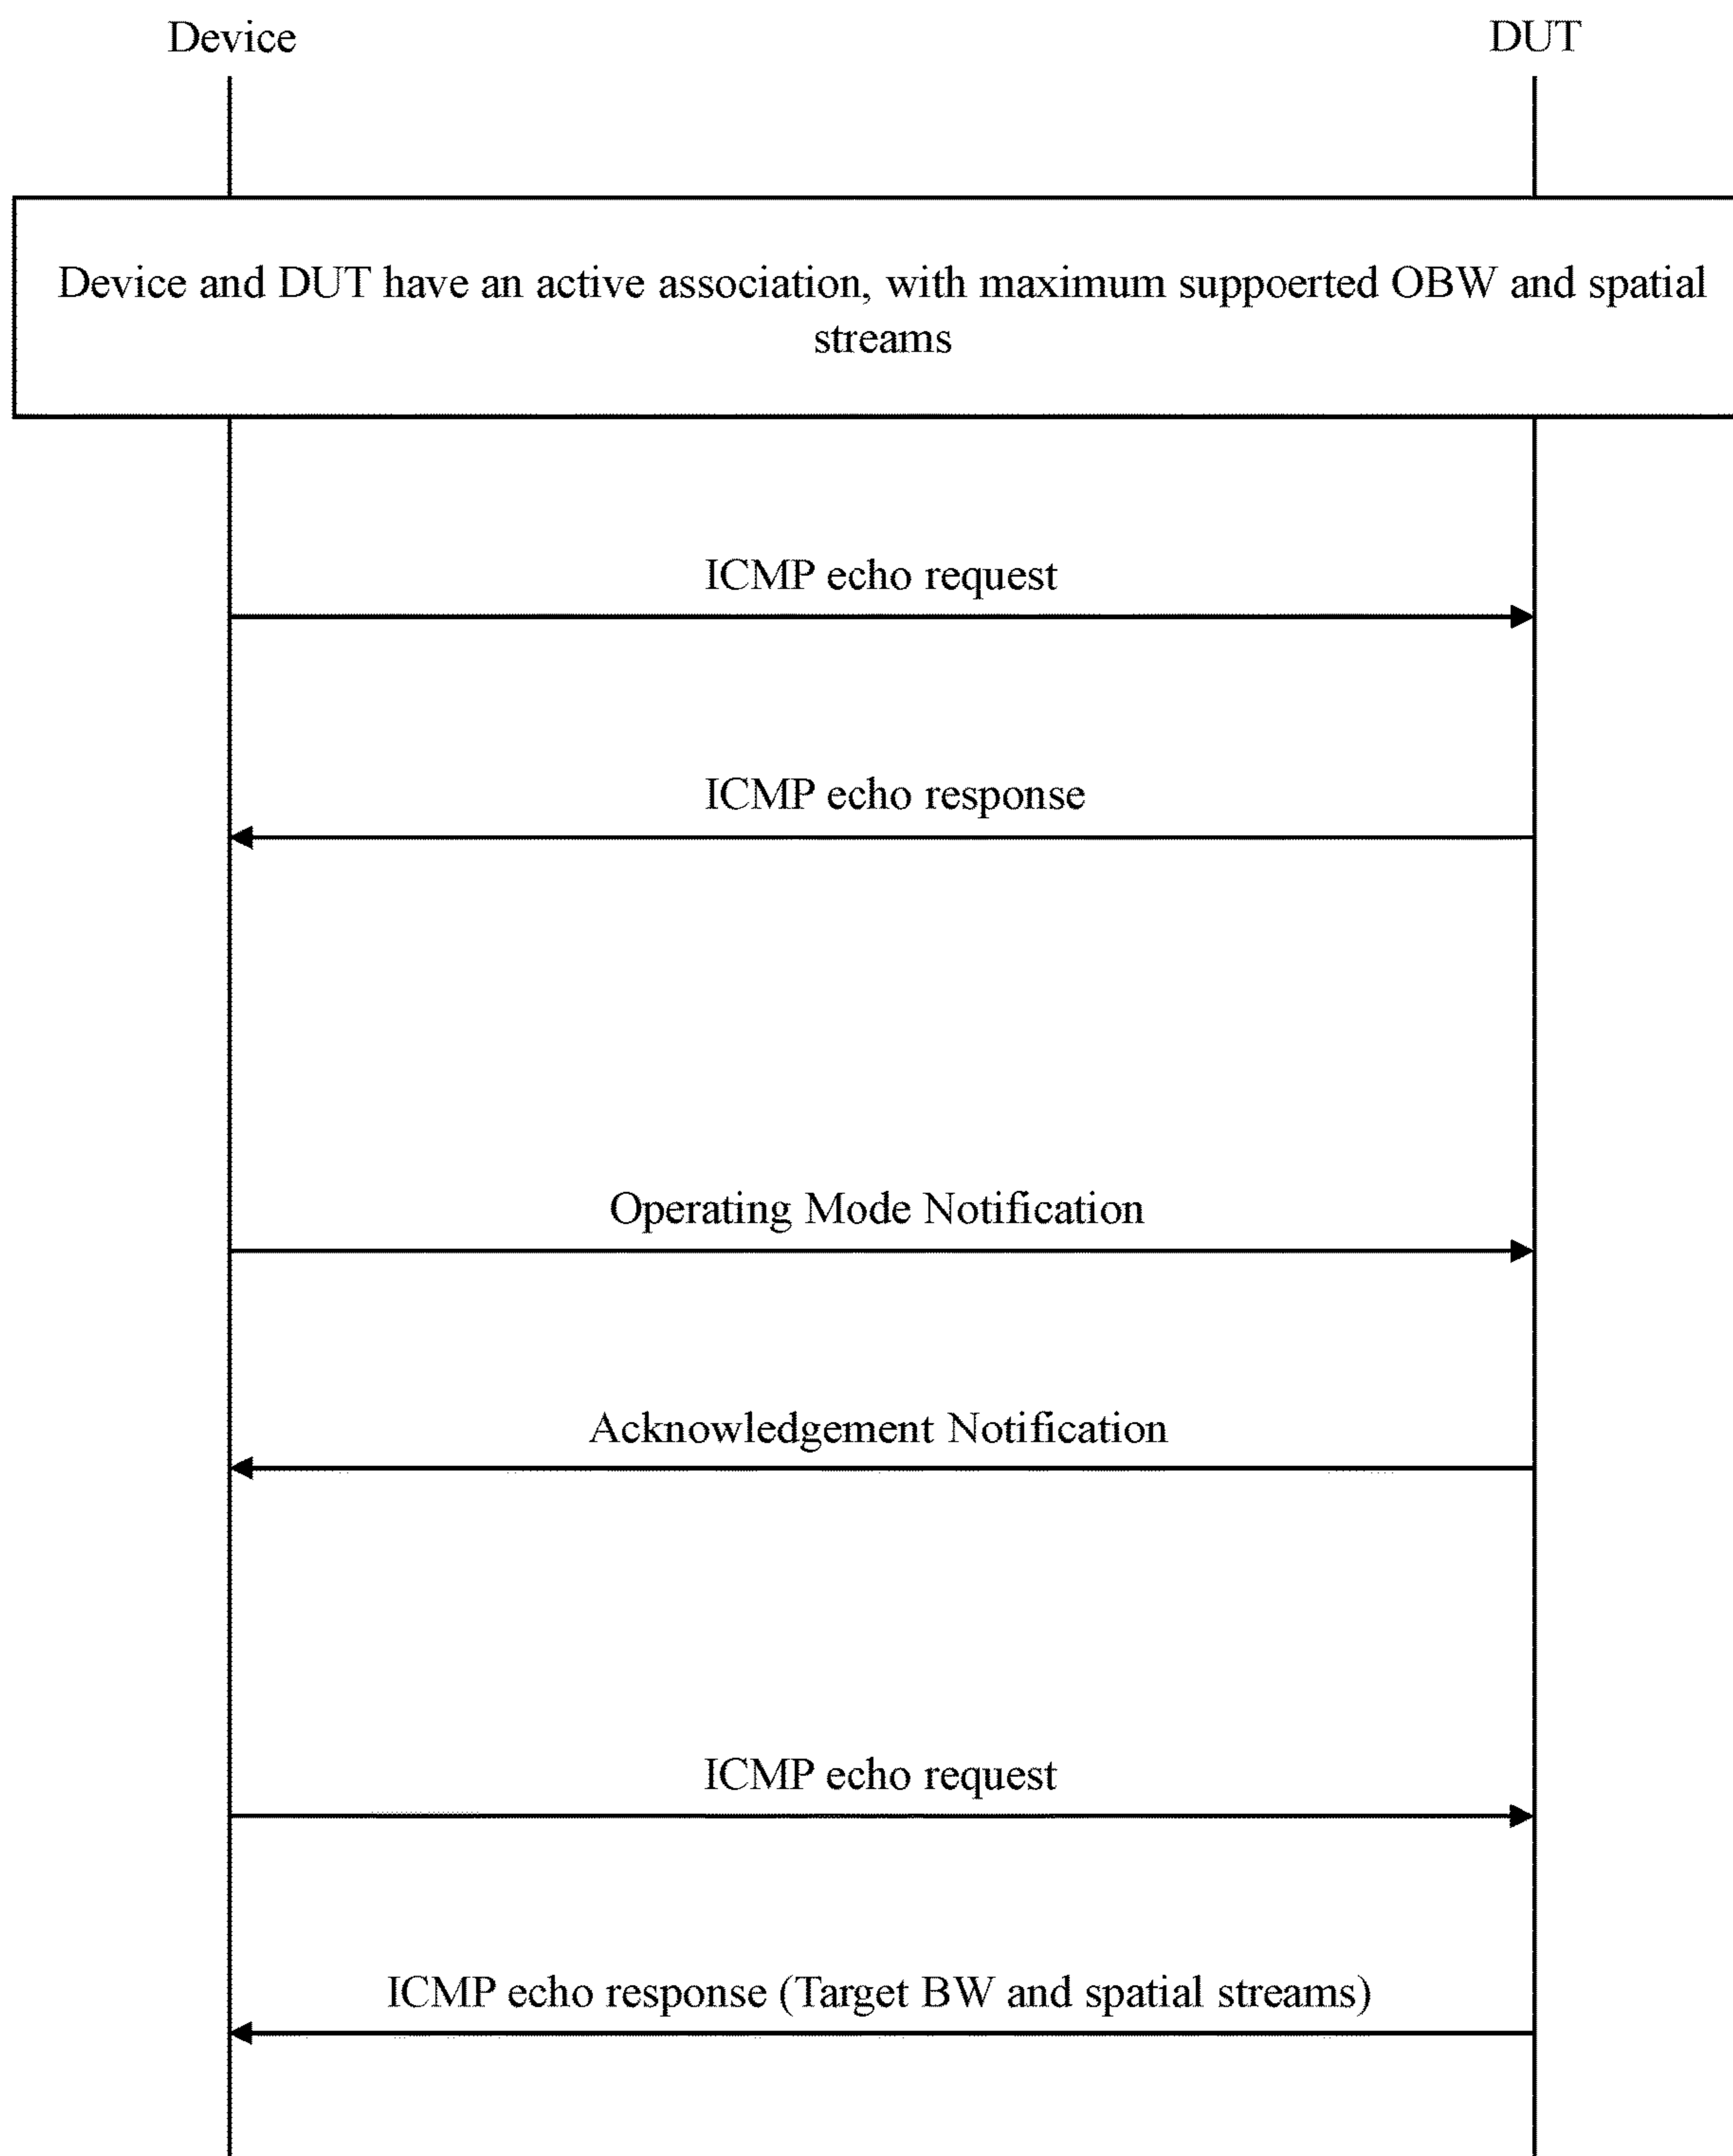 Device
DUT
Device and DUT have an active association, with maximum suppoerted OBW and spatial
streams
ICMP echo request
ICMP echo response
Operating Mode Notification
Acknowledgement Notification
ICMP echo request
ICMP echo response (Target BW and spatial streams)